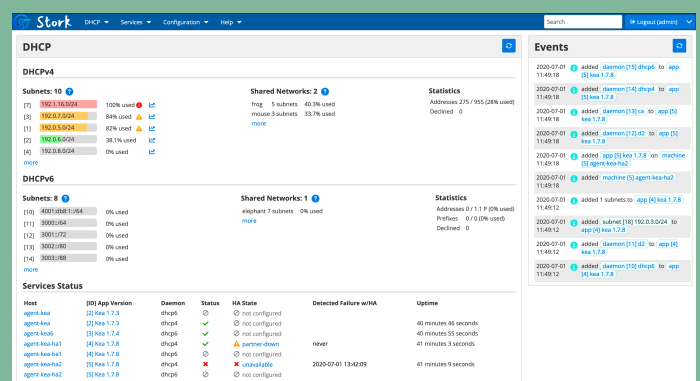 Stork DHCP Services Configuration Help Search Logout (admin)
DHCP
DHCPv4
Subnets: 10
[7] 192.1.16.0/24 100% used
[3] 192.0.7.0/24 84% used
[1] 192.0.5.0/24 82% used
[2] 192.0.6.0/24 38.1% used
[4] 192.0.8.0/24 0% used
more
Shared Networks: 2
frog 5 subnets 40.3% used
mouse 3 subnets 33.7% used
more
Statistics
Addresses 275 / 955 (28% used)
Declined 0
DHCPv6
Subnets: 8
[10] 4001:db8:1::/64 0% used
[11] 3000::/64 0% used
[12] 3001::/72 0% used
[13] 3002::/80 0% used
[14] 3003::/88 0% used
more
Shared Networks: 1
elephant 7 subnets 0% used
more
Statistics
Addresses 0 / 1.1 P (0% used)
Prefixes 0 / 0 (0% used)
Declined 0
Services Status
Host [ID] App Version Daemon Status HA State Detected Failure w/HA Uptime
agent-kea [2] Kea 1.7.3 dhcp6 not configured
agent-kea [2] Kea 1.7.3 dhcp4 not configured 40 minutes 46 seconds
agent-kea6 [3] Kea 1.7.4 dhcp6 not configured 40 minutes 55 seconds
agent-kea-ha1 [4] Kea 1.7.8 dhcp4 partner-down never 41 minutes 3 seconds
agent-kea-ha1 [4] Kea 1.7.8 dhcp6 not configured
agent-kea-ha2 [5] Kea 1.7.8 dhcp4 unavailable 2020-07-01 13:42:09 41 minutes 9 seconds
agent-kea-ha2 [5] Kea 1.7.8 dhcp6 not configured
Events
2020-07-01 added daemon [15] dhcp6 to app
11:49:18 [5] kea 1.7.8
2020-07-01 added daemon [14] dhcp4 to app
11:49:18 [5] kea 1.7.8
2020-07-01 added daemon [13] ca to app [5]
11:49:18 kea 1.7.8
2020-07-01 added daemon [12] d2 to app [5]
11:49:18 kea 1.7.8
2020-07-01 added app [5] kea 1.7.8 on machine
11:49:18 [5] agent-kea-ha2
2020-07-01 added machine [5] agent-kea-ha2
11:49:18
2020-07-01 added 1 subnets to app [4] kea 1.7.8
11:49:12
2020-07-01 added subnet [18] 192.0.3.0/24 to
11:49:12 app [4] kea 1.7.8
2020-07-01 added daemon [11] d2 to app [4]
11:49:12 kea 1.7.8
2020-07-01 added daemon [10] dhcp6 to app
11:49:12 [4] kea 1.7.8